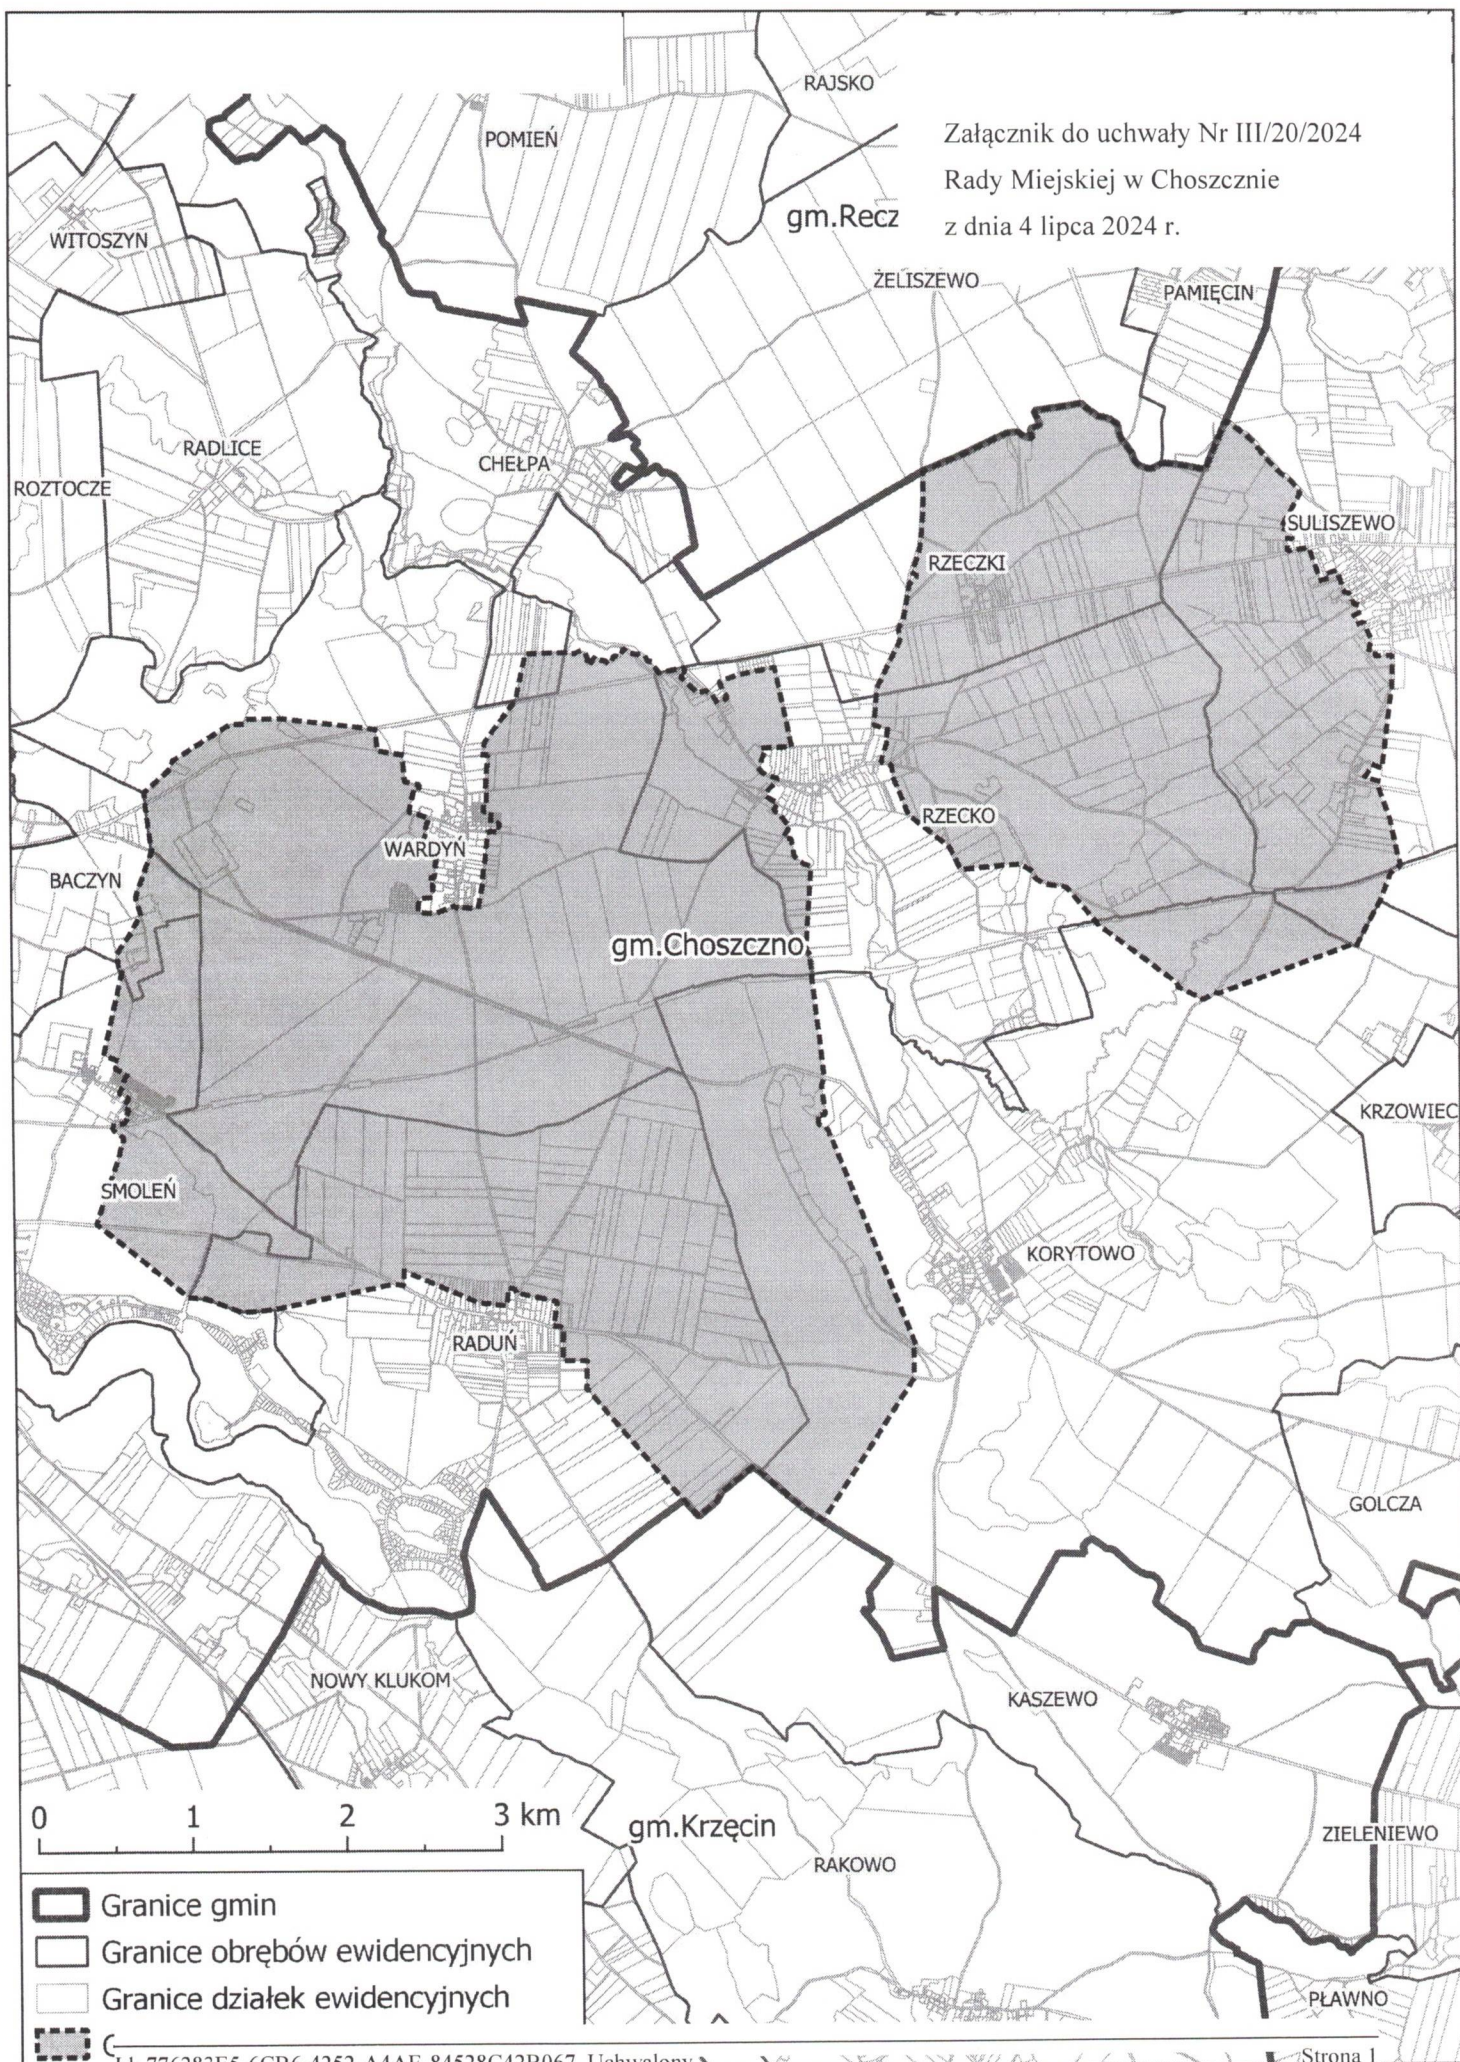 RAJSKO
Załącznik do uchwały Nr III/20/2024
Rady Miejskiej w Choszcznie
z dnia 4 lipca 2024 r.
POMIEŃ
gm.Recz
WITOSZYN
ŻELISZEWO
PAMIĘCIN
RADLICE
CHEŁPA
ROZTOCZE
SULISZEWO
RZECZKI
RZECKO
WARDYŃ
BACZYN
gm.Choszczno
KRZOWIEC
SMOLEŃ
KORYTOWO
RADUŃ
GOLCZA
NOWY KLUKOM
KASZEWO
0 1 2 3 km
gm.Krzęcin
ZIELENIEWO
RAKOWO
Granice gmin
Granice obrębów ewidencyjnych
Granice działek ewidencyjnych
PŁAWNO
Strona 1